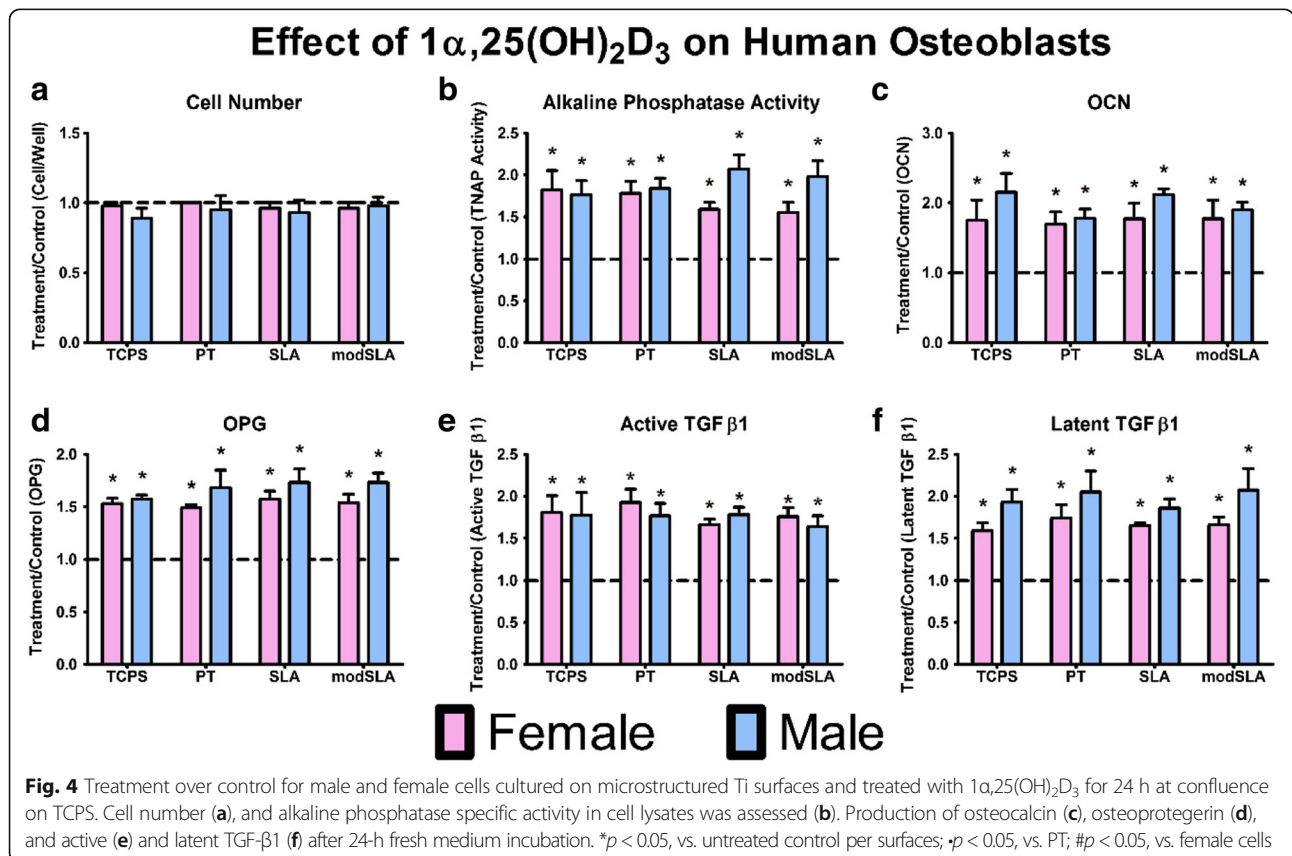 Effect of 1α,25(OH)₂D₃ on Human Osteoblasts
a
Cell Number
Treatment/Control (Cell/Well)
1.5
1.0
0.5
0.0
TCPS PT SLA modSLA
b
Alkaline Phosphatase Activity
Treatment/Control (TNAP Activity)
2.5
2.0
1.5
1.0
0.5
0.0
* * * * * * * *
TCPS PT SLA modSLA
c
OCN
Treatment/Control (OCN)
3.0
2.0
1.0
0.0
* * * * * * * *
TCPS PT SLA modSLA
d
OPG
Treatment/Control (OPG)
2.0
1.5
1.0
0.5
0.0
* * * * * * * *
TCPS PT SLA modSLA
e
Active TGF β1
Treatment/Control (Active TGF β1)
2.5
2.0
1.5
1.0
0.5
0.0
* * * * * * * *
TCPS PT SLA modSLA
f
Latent TGFβ1
Treatment/Control (Latent TGF β1)
2.5
2.0
1.5
1.0
0.5
0.0
* * * * * * * *
TCPS PT SLA modSLA
Female Male
Fig. 4 Treatment over control for male and female cells cultured on microstructured Ti surfaces and treated with 1α,25(OH)₂D₃ for 24 h at confluence
on TCPS. Cell number (a), and alkaline phosphatase specific activity in cell lysates was assessed (b). Production of osteocalcin (c), osteoprotegerin (d),
and active (e) and latent TGF-β1 (f) after 24-h fresh medium incubation. *p < 0.05, vs. untreated control per surfaces; •p < 0.05, vs. PT; #p < 0.05, vs. female cells